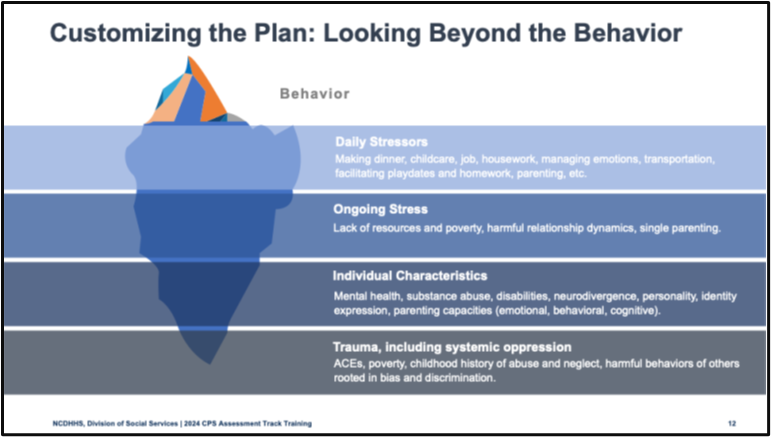 Customizing the Plan: Looking Beyond the Behavior
Behavior
Daily Stressors
Making dinner, childcare, job, housework, managing emotions, transportation,
facilitating playdates and homework, parenting, etc.
Ongoing Stress
Lack of resources and poverty, harmful relationship dynamics, single parenting.
Individual Characteristics
Mental health, substance abuse, disabilities, neurodivergence, personality, identity
expression, parenting capacities (emotional, behavioral, cognitive).
Trauma, including systemic oppression
ACEs, poverty, childhood history of abuse and neglect, harmful behaviors of others
rooted in bias and discrimination.
NCDHHS, Division of Social Services | 2024 CPS Assessment Track Training
12